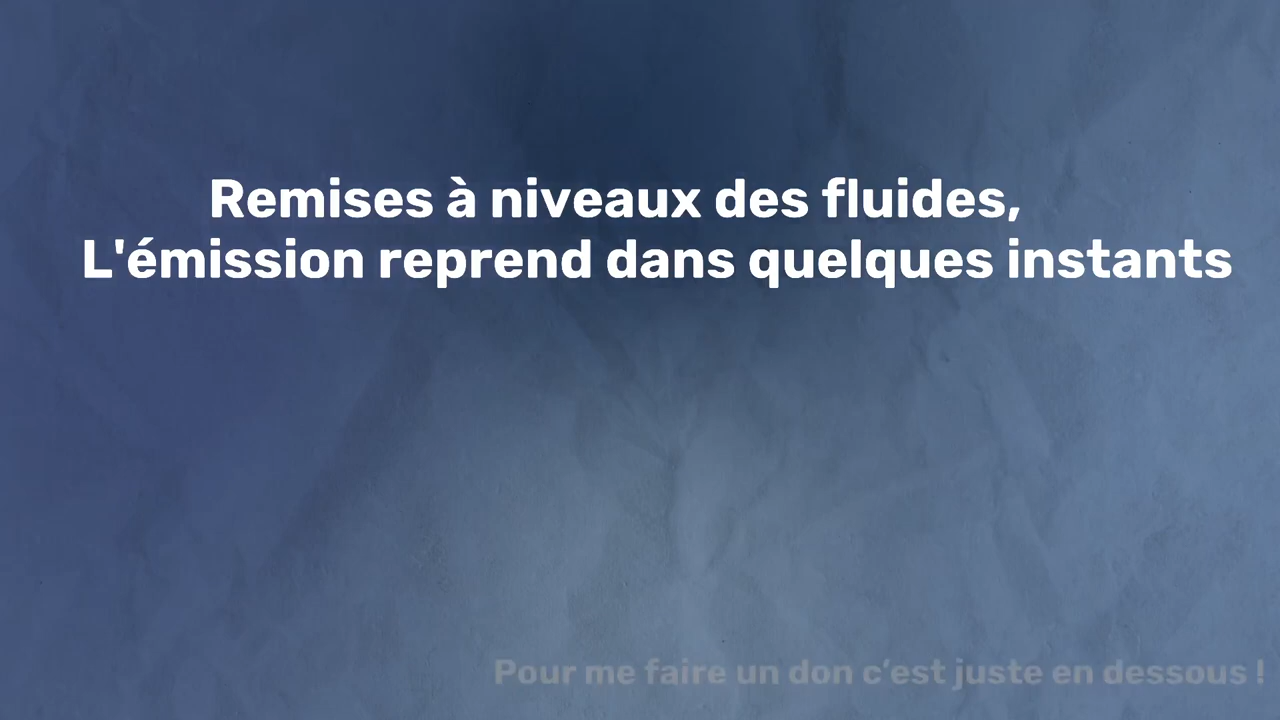 Remises à niveaux des fluides,
L'émission reprend dans quelques instants
Pour me faire un don c’est juste en dessous !